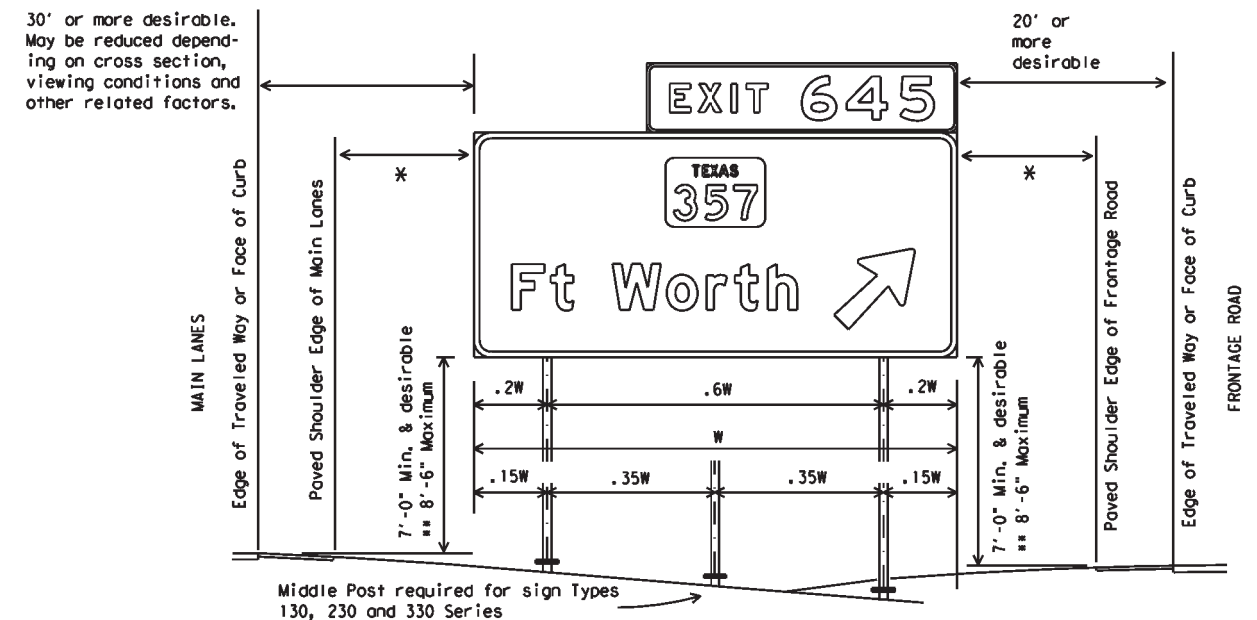 30' or more desirable.
May be reduced depend-
ing on cross section,
viewing conditions and
other related factors.
20' or
more
desirable
EXIT 645
TEXAS
357
Ft Worth
*
*
MAIN LANES
Edge of Traveled Way or Face of Curb
Paved Shoulder Edge of Main Lanes
7'-0" Min. & desirable
** 8'-6" Maximum
.2W
.6W
.2W
W
.15W
.35W
.35W
.15W
7'-0" Min. & desirable
** 8'-6" Maximum
Paved Shoulder Edge of Frontage Road
Edge of Traveled Way or Face of Curb
FRONTAGE ROAD
Middle Post required for sign Types
130, 230 and 330 Series